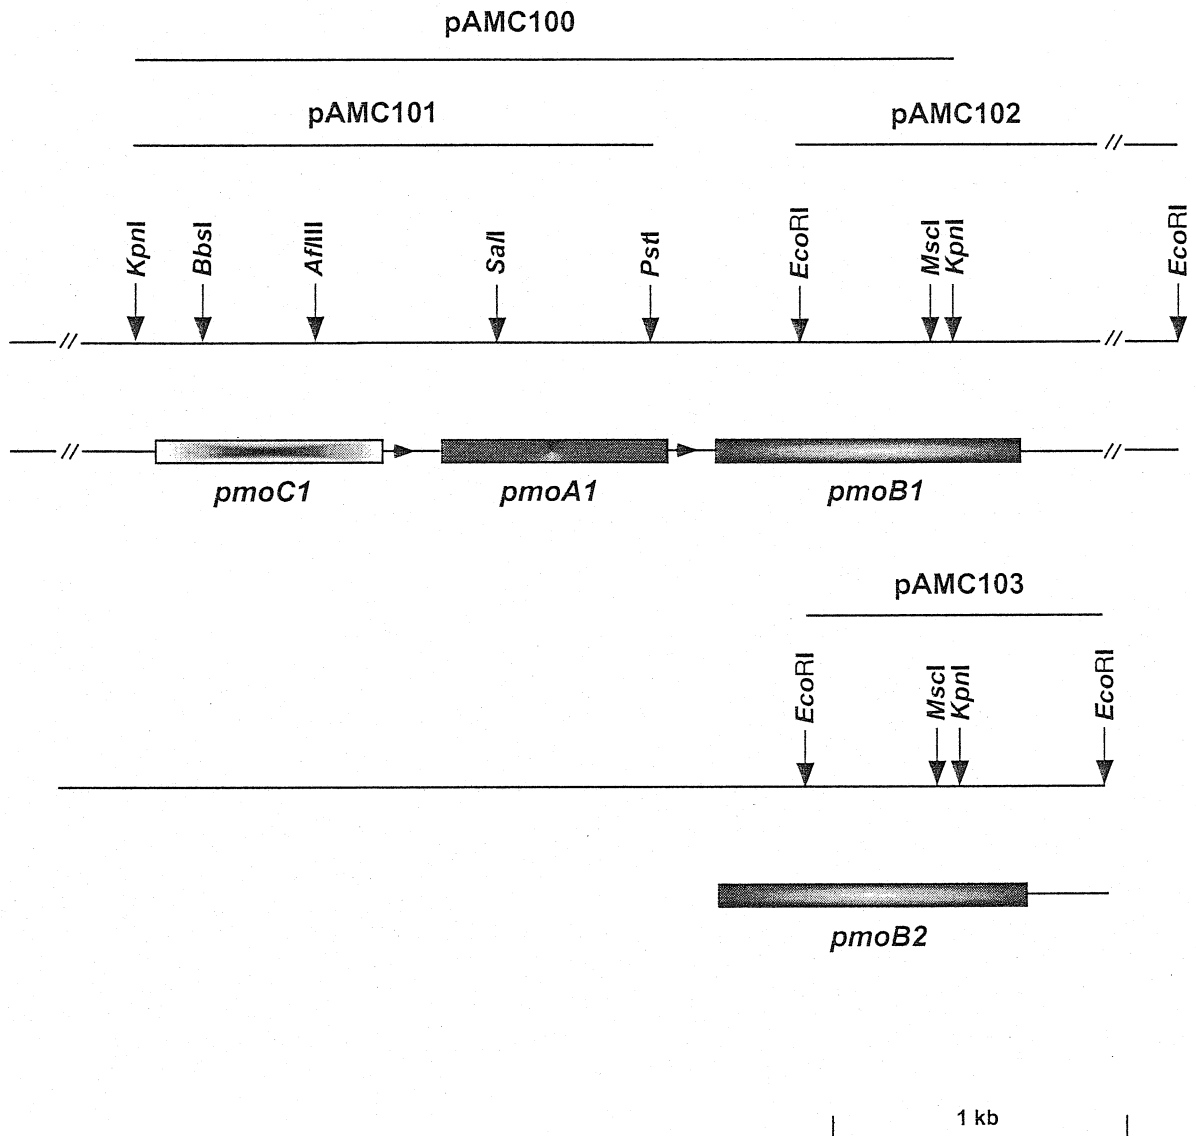 pAMC100
pAMC101
pAMC102
KpnI
BbsI
AflIII
SalI
PstI
EcoRI
MscI
KpnI
EcoRI
pmoC1
pmoA1
pmoB1
pAMC103
EcoRI
MscI
KpnI
EcoRI
pmoB2
1 kb